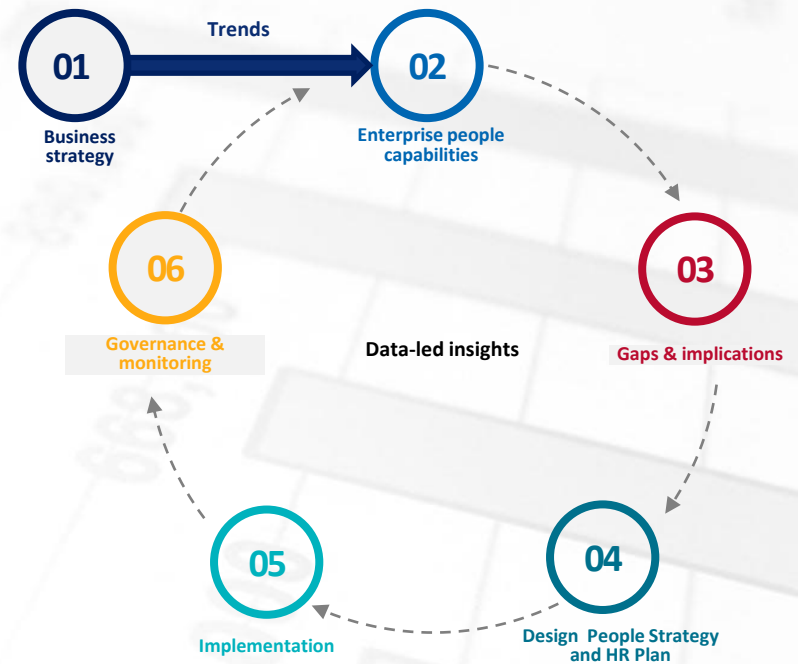 Trends
01
02
Business
strategy
Enterprise people
capabilities
06
03
Governance &
monitoring
Data-led insights
Gaps & implications
05
04
Implementation
Design People Strategy
and HR Plan